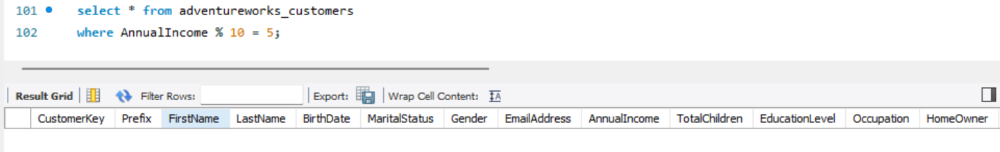 101 select * from adventureworks_customers
102 where AnnualIncome % 10 = 5;
Result Grid Filter Rows: Export: Wrap Cell Content:
CustomerKey Prefix FirstName LastName BirthDate MaritalStatus Gender EmailAddress AnnualIncome TotalChildren EducationLevel Occupation HomeOwner